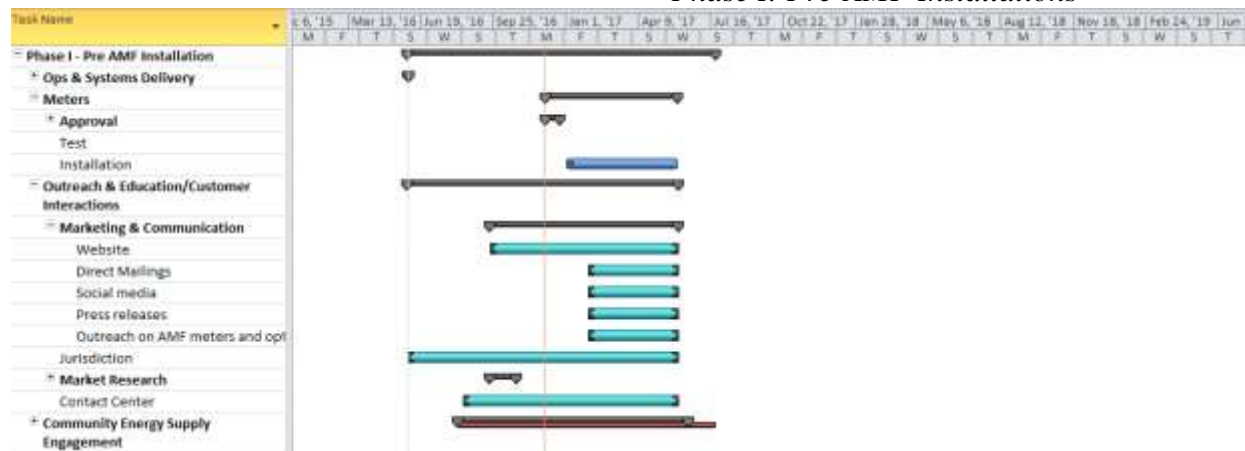 Phase I: Pre AMF Installations
Task Name
6, '15 Mar 13, '16 Jun 19, '16 Sep 25, '16 Jan 1, '17 Apr 9, '17 Jul 16, '17 Oct 22, '17 Jan 28, '18 May 6, '18 Aug 12, '18 Nov 18, '18 Feb 24, '19 Jun
M F T S W S T M F T S W S T M F T S W S T M F T S W S T
Phase I - Pre AMF Installation
Ops & Systems Delivery
Meters
Approval
Test
Installation
Outreach & Education/Customer
Interactions
Marketing & Communication
Website
Direct Mailings
Social media
Press releases
Outreach on AMF meters and opt
Jurisdiction
Market Research
Contact Center
Community Energy Supply
Engagement